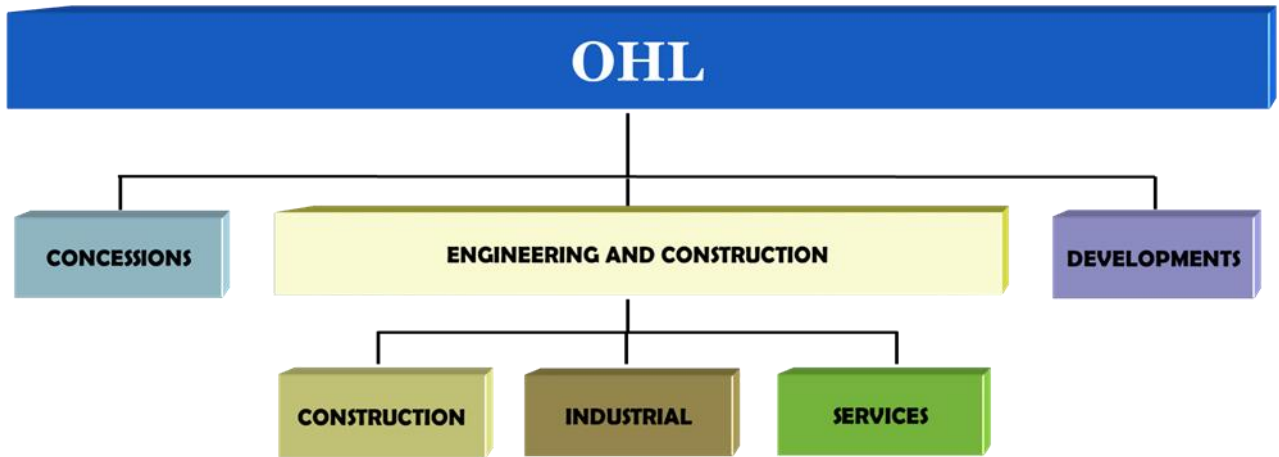 OHL
CONCESSIONS
ENGINEERING AND CONSTRUCTION
DEVELOPMENTS
CONSTRUCTION
INDUSTRIAL
SERVICES